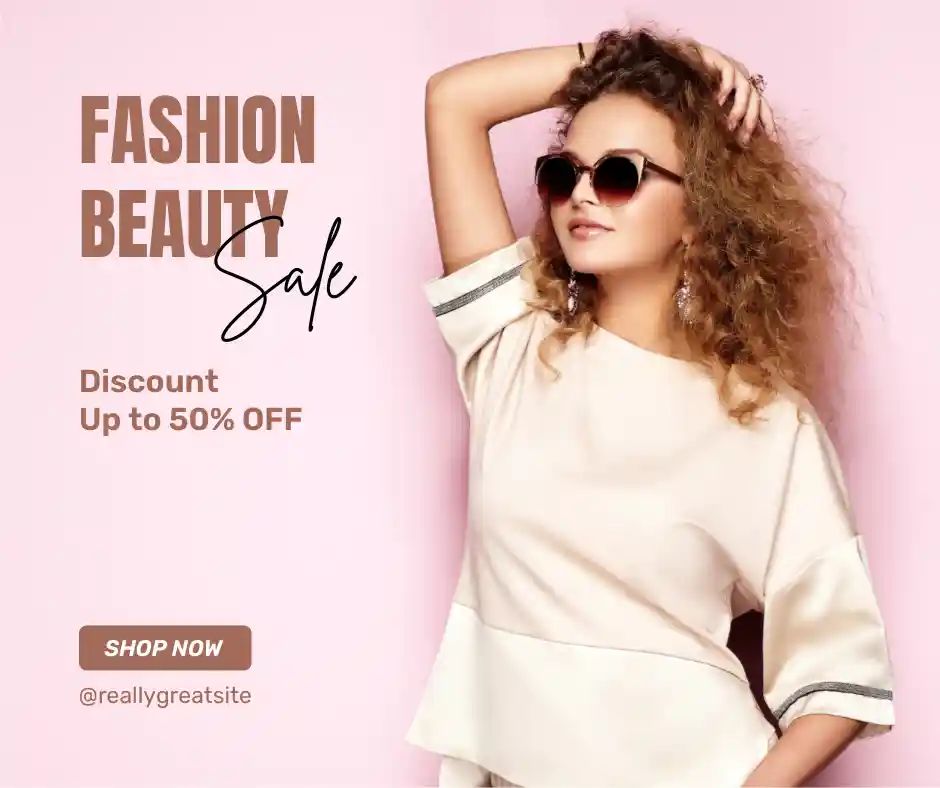 FASHION
BEAUTY
Sale
Discount
Up to 50% OFF
SHOP NOW
@reallygreatsite